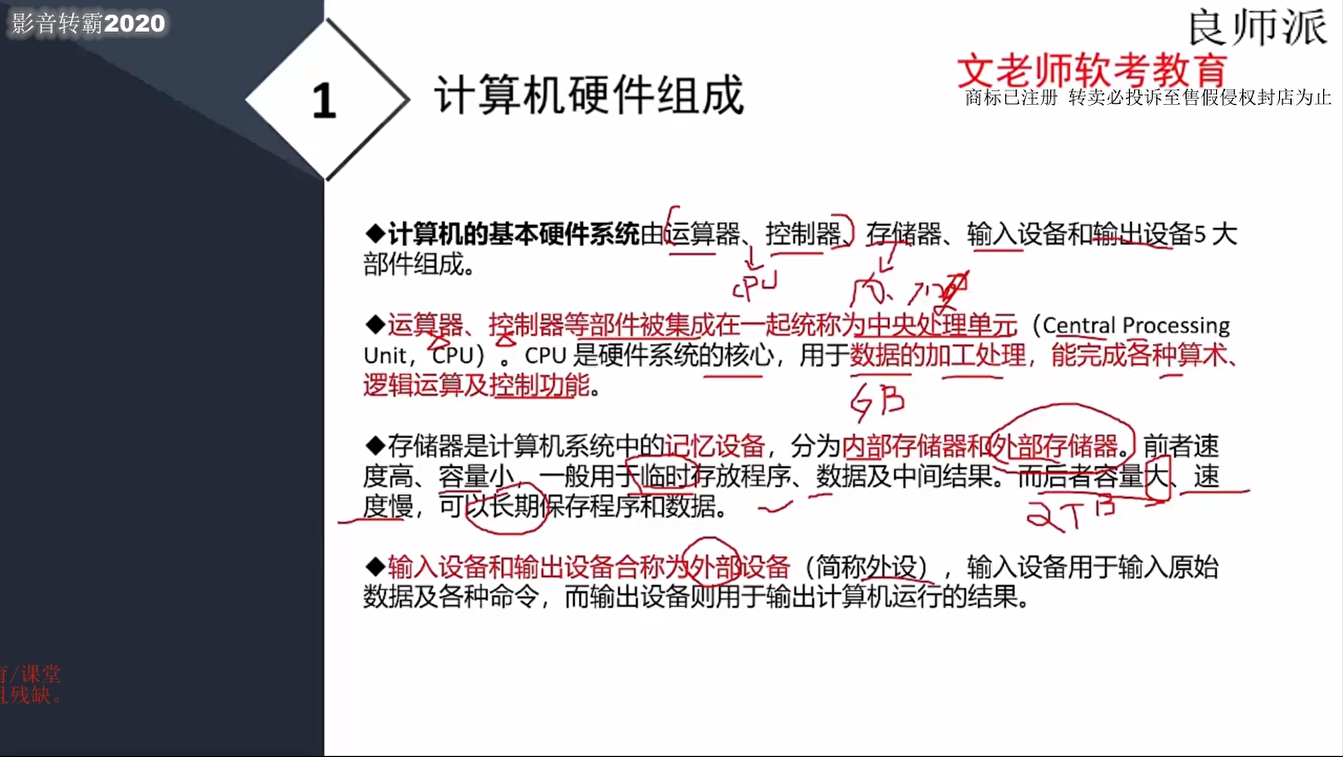 影音转霸2020
良师派
文老师软考教育
商标已注册 转卖必投诉至售假侵权封店为止
1
计算机硬件组成
◆计算机的基本硬件系统由运算器、控制器、存储器、输入设备和输出设备5 大
部件组成。
CPU
内、
◆运算器、控制器等部件被集成在一起统称为中央处理单元（Central Processing
Unit，CPU）。CPU 是硬件系统的核心，用于数据的加工处理，能完成各种算术、
逻辑运算及控制功能。
GB
◆存储器是计算机系统中的记忆设备，分为内部存储器和外部存储器。前者速
度高、容量小，一般用于临时存放程序、数据及中间结果。而后者容量大、速
度慢，可以长期保存程序和数据。
2TB
◆输入设备和输出设备合称为外部设备（简称外设），输入设备用于输入原始
数据及各种命令，而输出设备则用于输出计算机运行的结果。
/课堂
残缺。